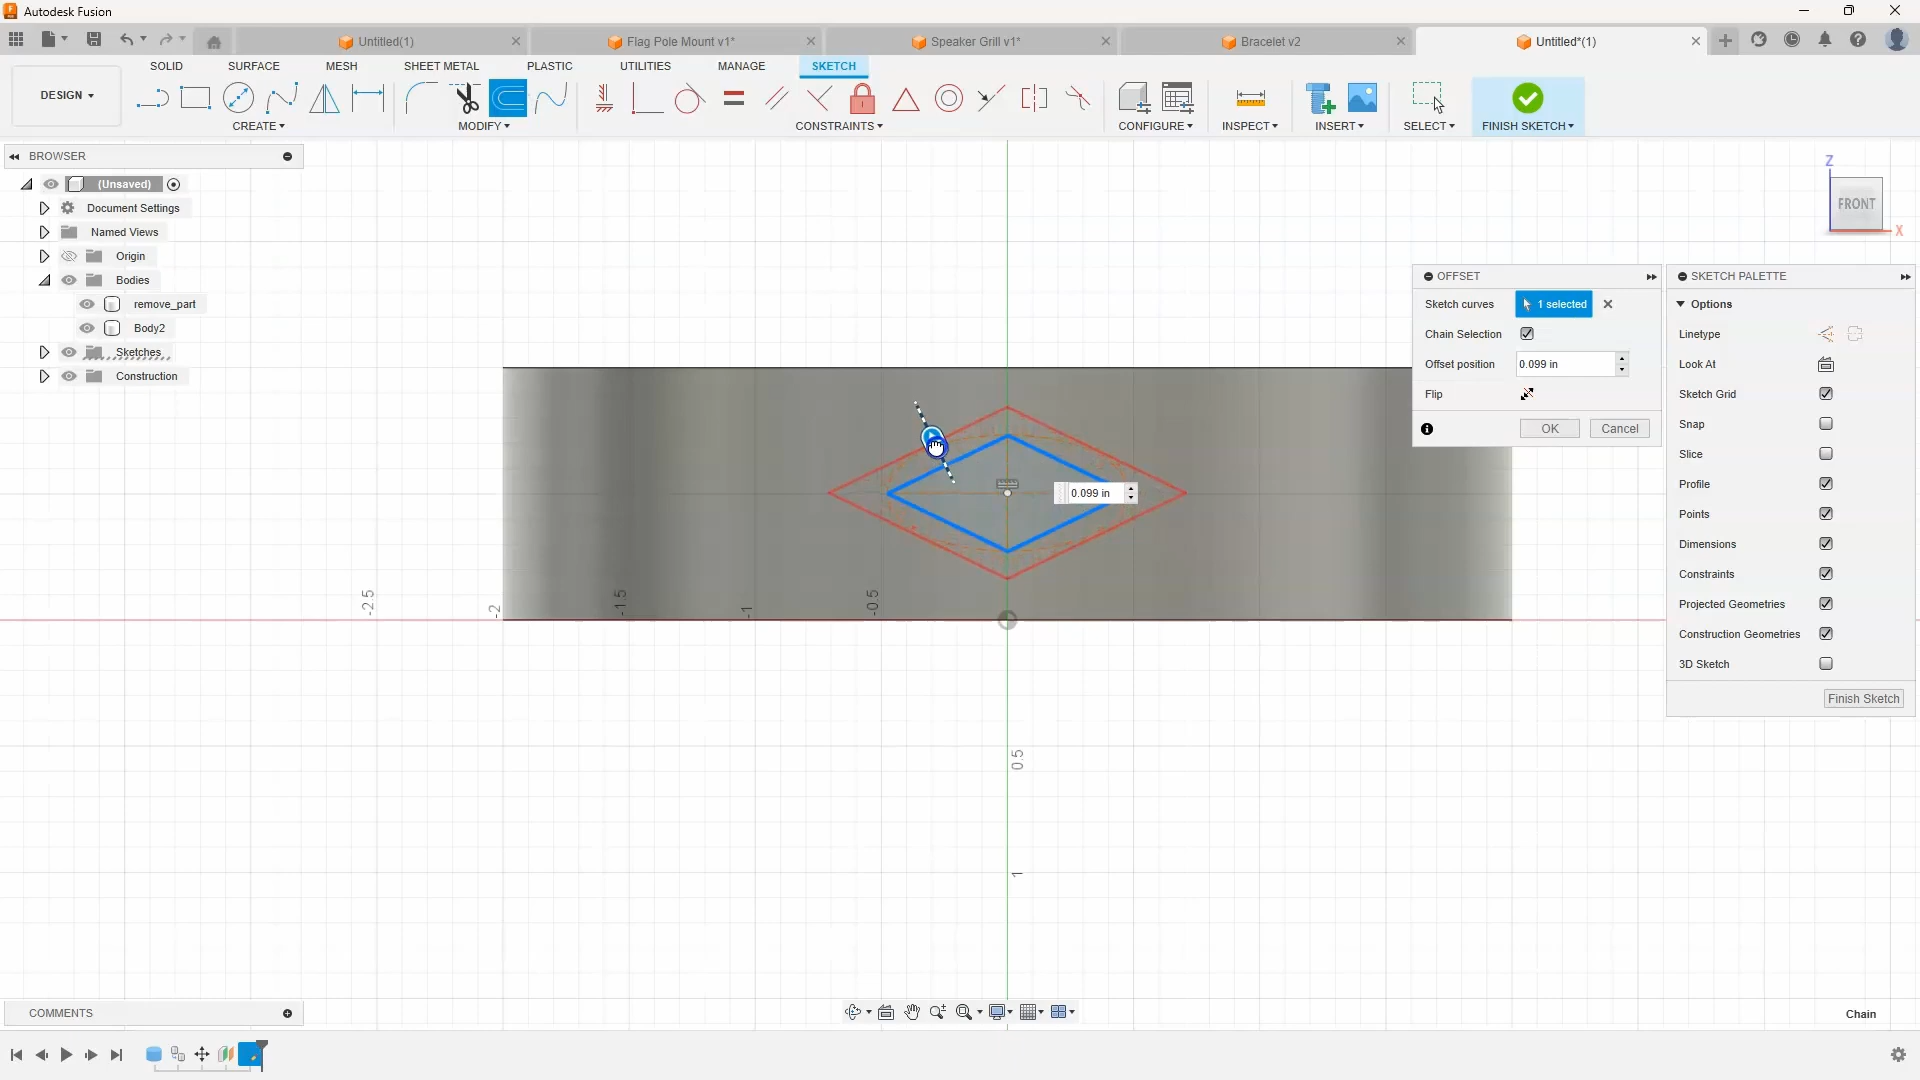 Autodesk Fusion
Untitled(1)
Flag Pole Mount v1*
Speaker Grill v1*
Bracelet v2
Untitled*(1)
DESIGN
SOLID
SURFACE
MESH
SHEET METAL
PLASTIC
UTILITIES
MANAGE
SKETCH
CREATE
MODIFY
CONSTRAINTS
CONFIGURE
INSPECT
INSERT
SELECT
FINISH SKETCH
BROWSER
(Unsaved)
Document Settings
Named Views
Origin
Bodies
remove_part
Body2
Sketches
Construction
Z
FRONT
X
OFFSET
Sketch curves
1 selected
Chain Selection
Offset position
0.099 in
Flip
OK
Cancel
SKETCH PALETTE
Options
Linetype
Look At
Sketch Grid
Snap
Slice
Profile
Points
Dimensions
Constraints
Projected Geometries
Construction Geometries
3D Sketch
Finish Sketch
0.099 in
-2.5
-2
-1.5
-1
-0.5
0.5
1
COMMENTS
Chain